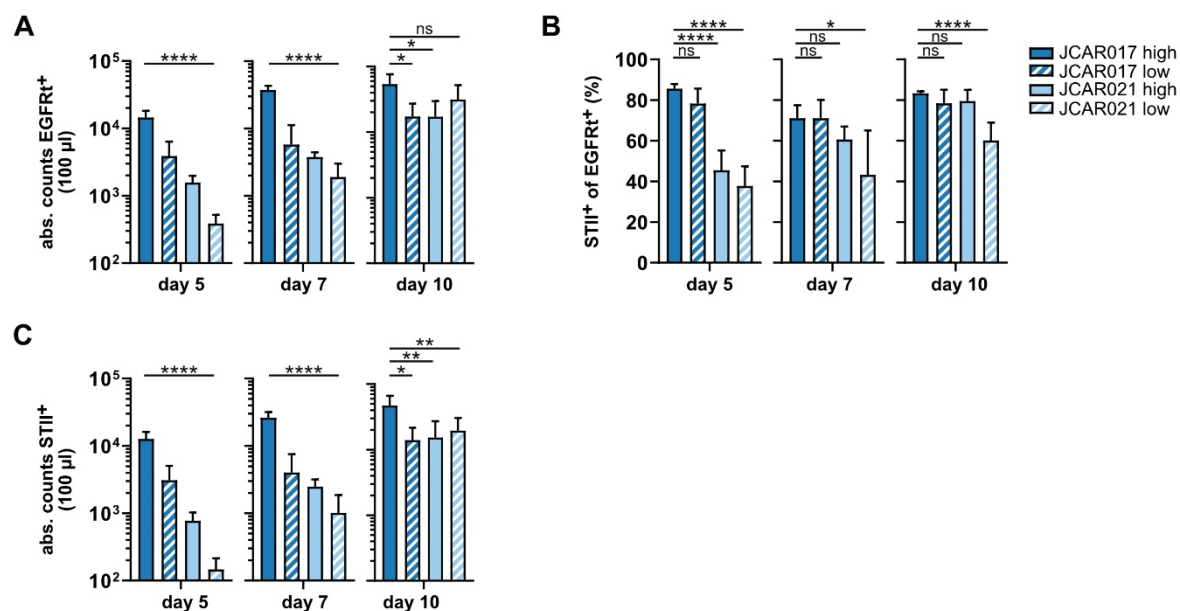 A
abs. counts EGFRt⁺
(100 µl)
10⁵
10⁴
10³
10²
****
****
ns
*
*
day 5
day 7
day 10
B
STII⁺ of EGFRt⁺ (%)
100
80
60
40
20
0
****
****
ns
*
ns
ns
****
ns
ns
day 5
day 7
day 10
JCAR017 high
JCAR017 low
JCAR021 high
JCAR021 low
C
abs. counts STII⁺
(100 µl)
10⁵
10⁴
10³
10²
****
****
**
**
*
day 5
day 7
day 10